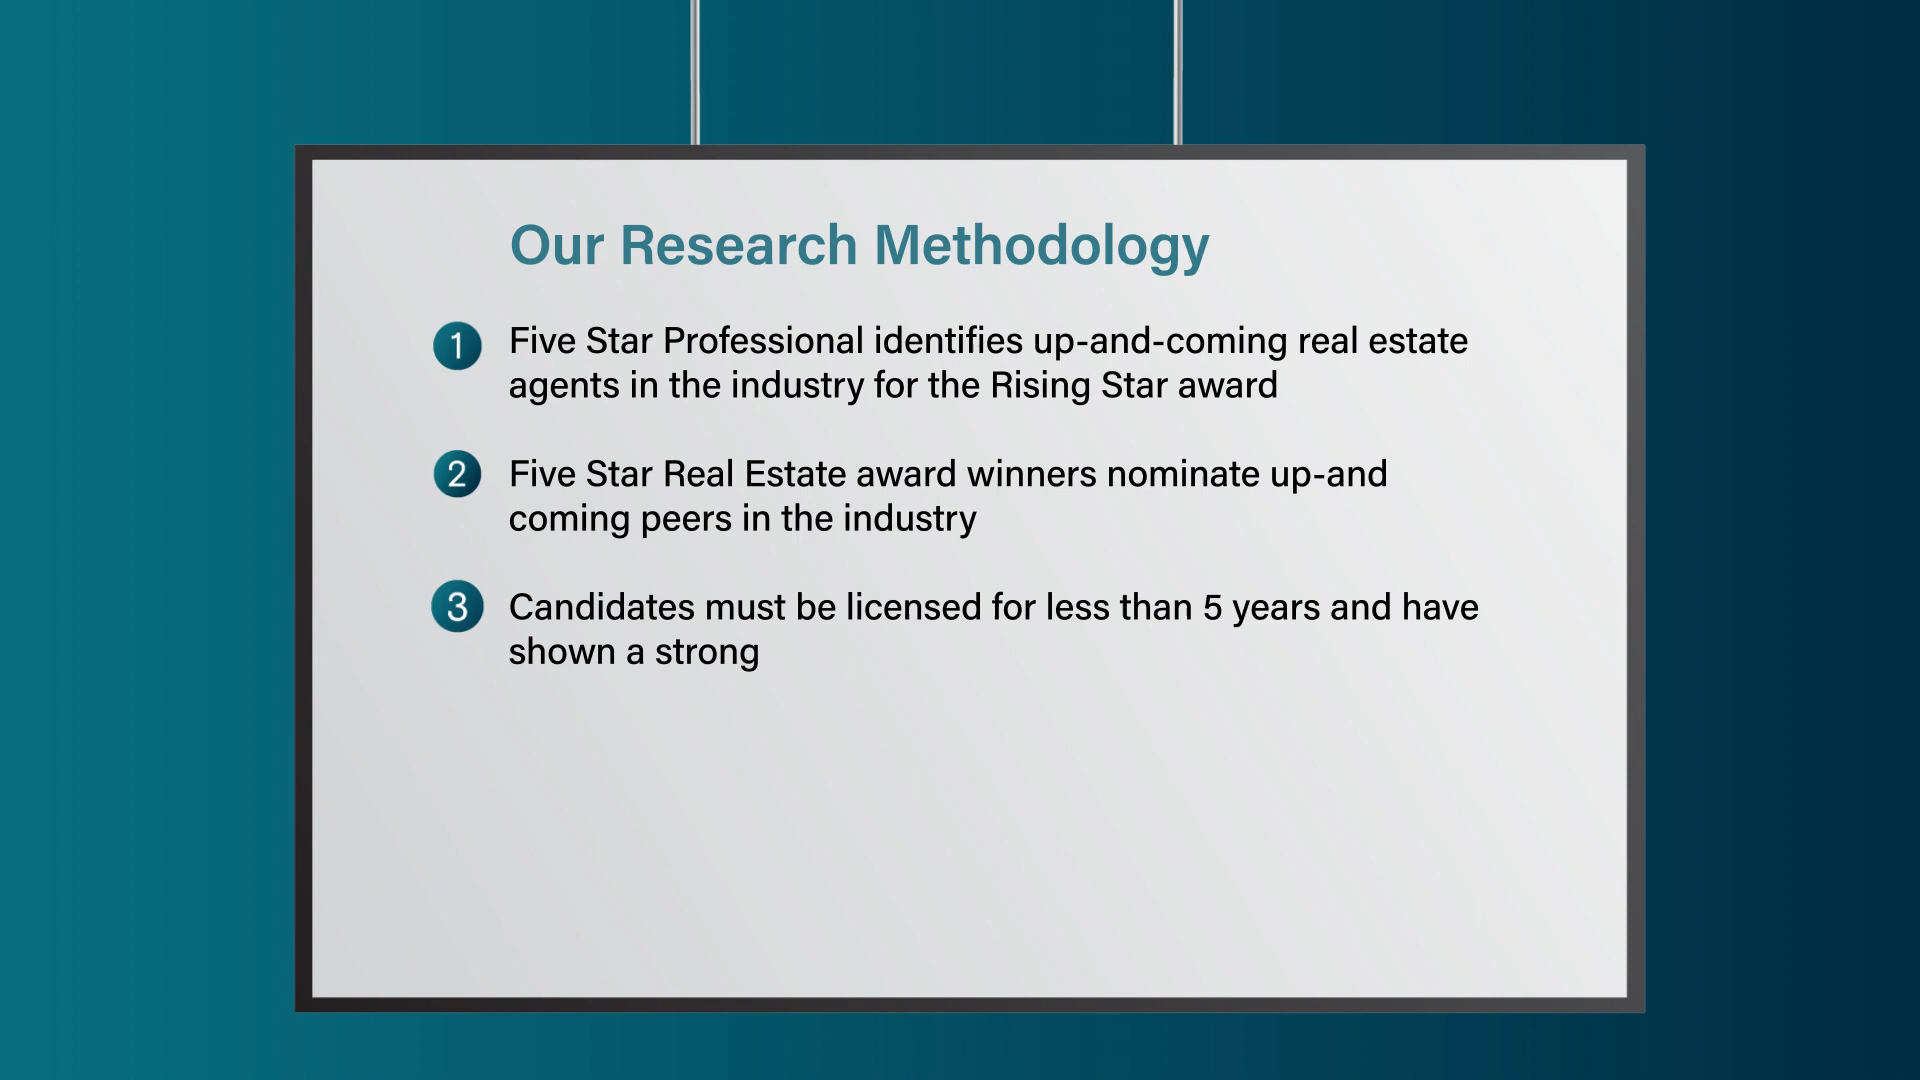 Our Research Methodology
1 Five Star Professional identifies up-and-coming real estate
agents in the industry for the Rising Star award
2 Five Star Real Estate award winners nominate up-and
coming peers in the industry
3 Candidates must be licensed for less than 5 years and have
shown a strong